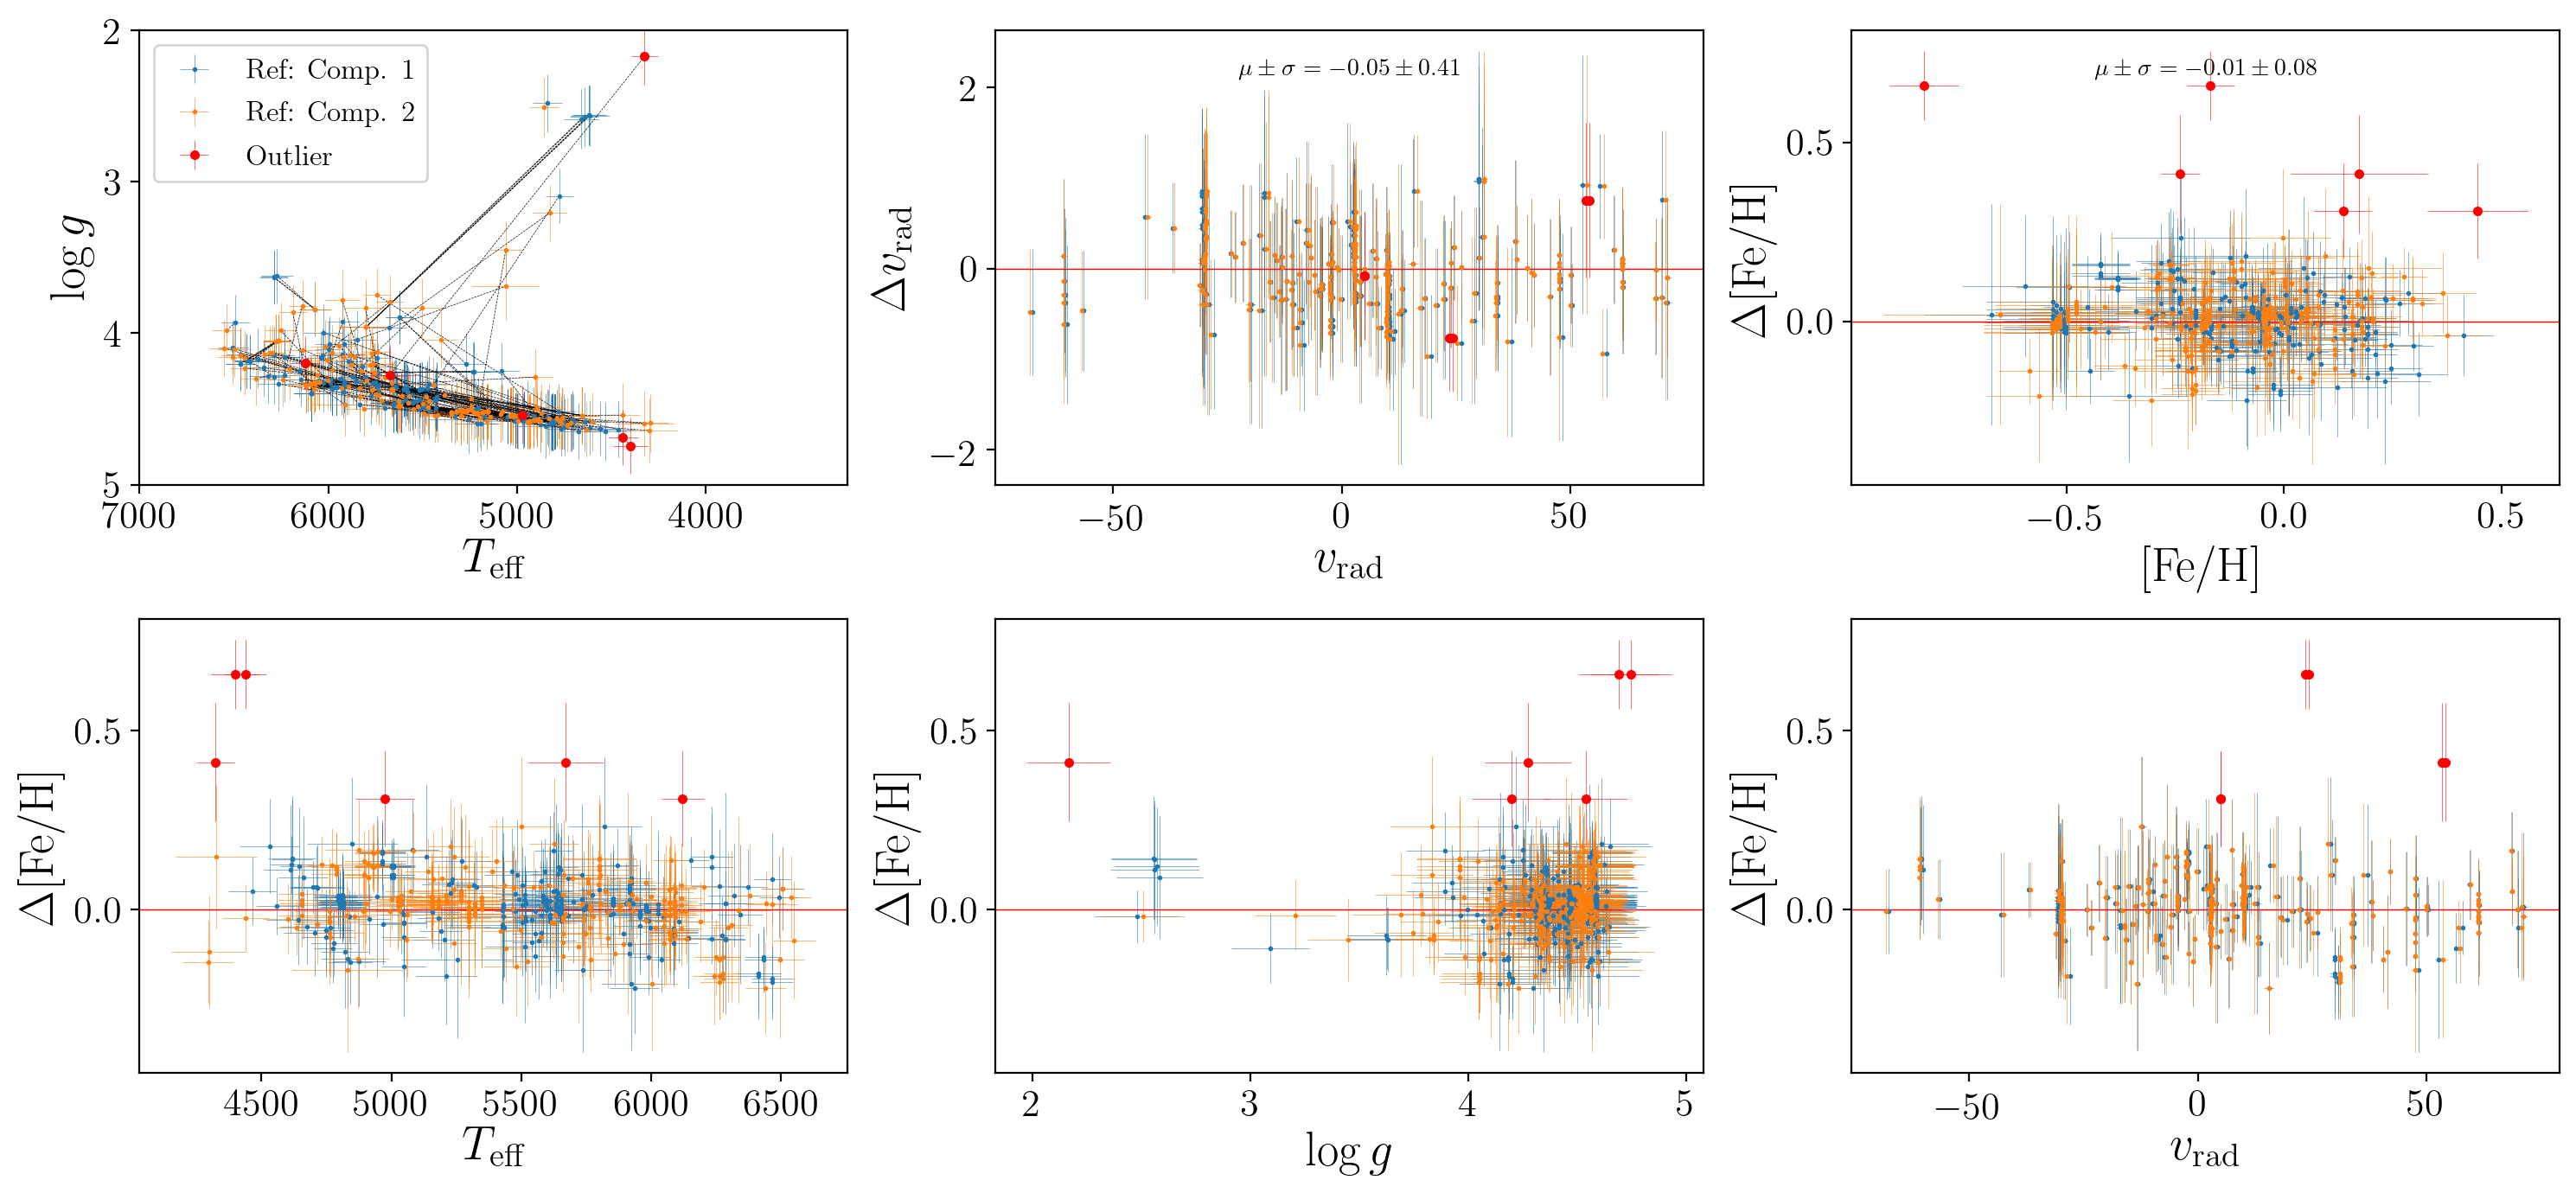 2
3
4
5
log g
7000 6000 5000 4000
T_eff
Ref: Comp. 1
Ref: Comp. 2
Outlier
μ ± σ = −0.05 ± 0.41
2
0
−2
Δv_rad
−50 0 50
v_rad
μ ± σ = −0.01 ± 0.08
0.5
0.0
Δ[Fe/H]
−0.5 0.0 0.5
[Fe/H]
0.5
0.0
Δ[Fe/H]
4500 5000 5500 6000 6500
T_eff
0.5
0.0
Δ[Fe/H]
2 3 4 5
log g
0.5
0.0
Δ[Fe/H]
−50 0 50
v_rad